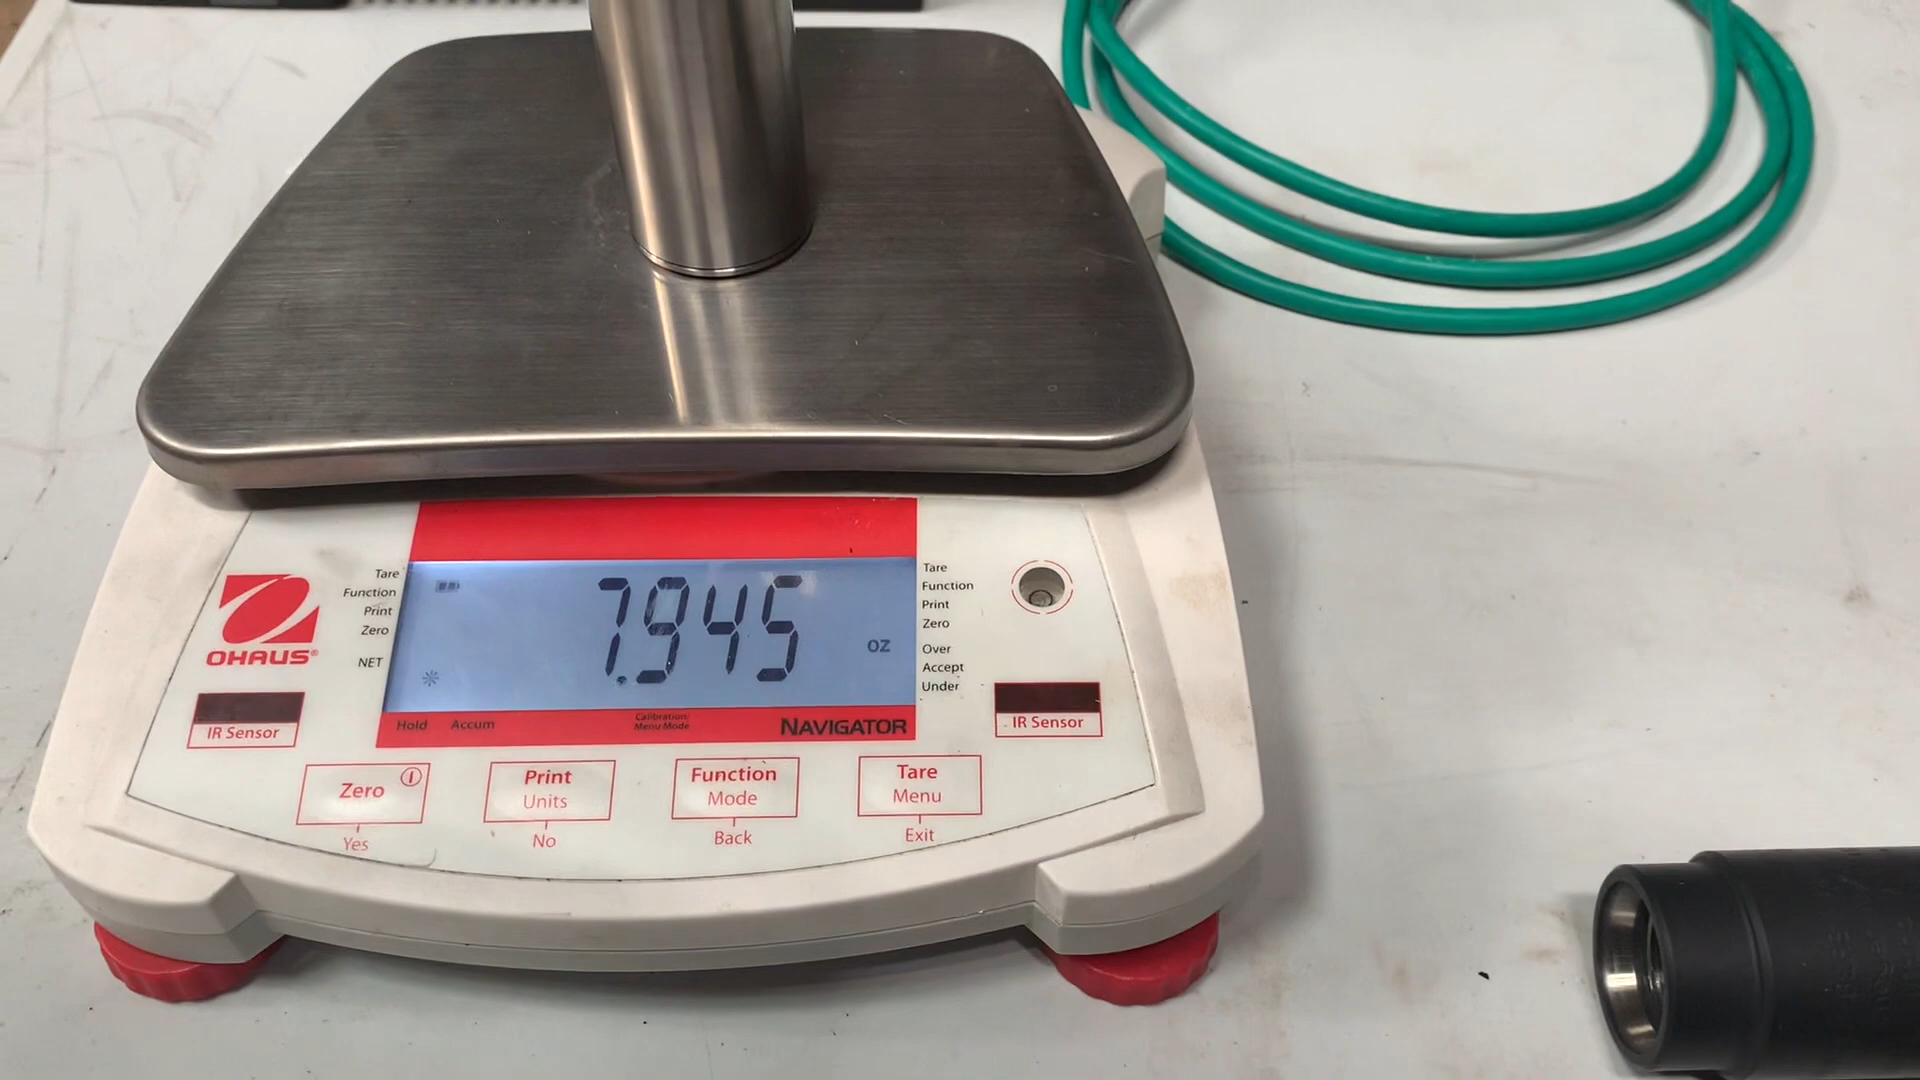 7.945
oz
Tare
Function
Print
Zero
NET
Tare
Function
Print
Zero
Over
Accept
Under
OHAUS®
IR Sensor
IR Sensor
Hold
Accum
Calibration/
Menu Mode
NAVIGATOR
Zero
Yes
Print
Units
No
Function
Mode
Back
Tare
Menu
Exit